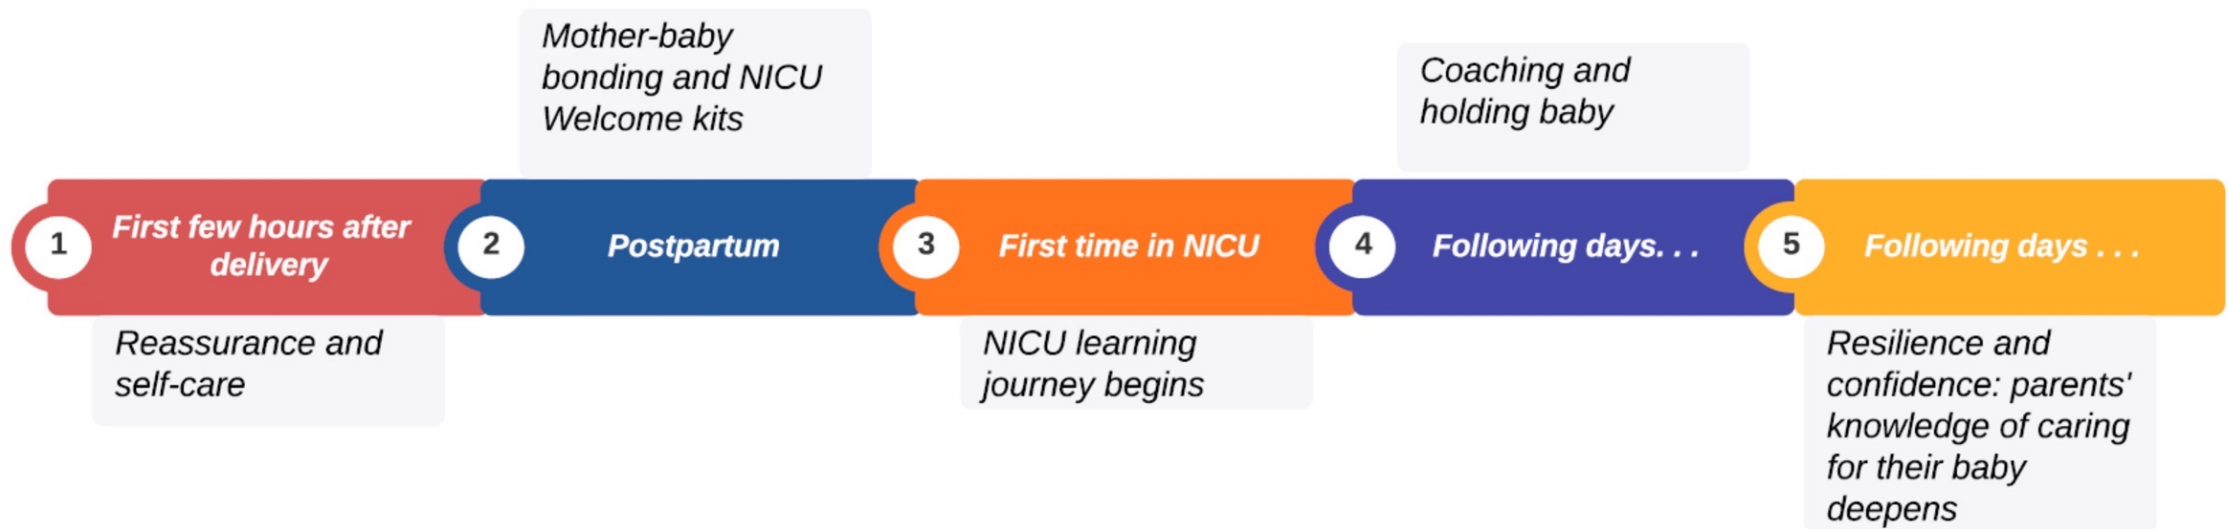 1
First few hours after
delivery
Reassurance and
self-care
Mother-baby
bonding and NICU
Welcome kits
2
Postpartum
3
First time in NICU
NICU learning
journey begins
Coaching and
holding baby
4
Following days. . .
5
Following days . . .
Resilience and
confidence: parents'
knowledge of caring
for their baby
deepens